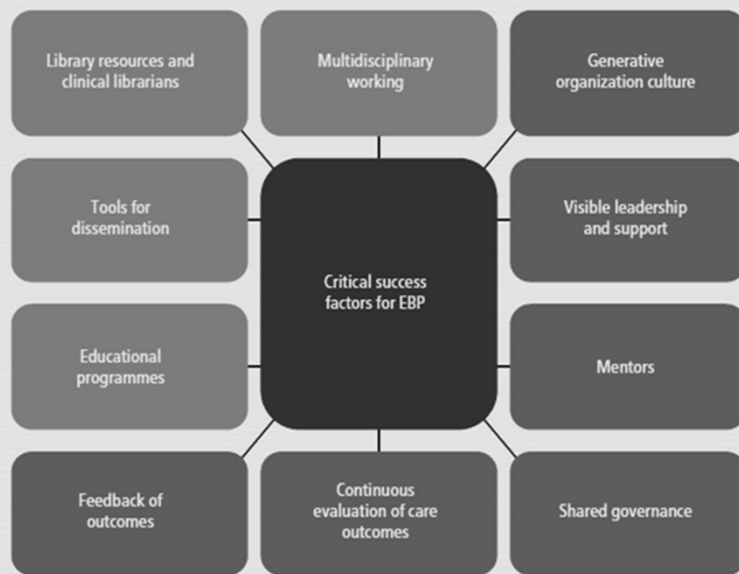 Library resources and
clinical librarians
Multidisciplinary
working
Generative
organization culture
Tools for
dissemination
Visible leadership
and support
Critical success
factors for EBP
Educational
programmes
Mentors
Feedback of
outcomes
Continuous
evaluation of care
outcomes
Shared governance